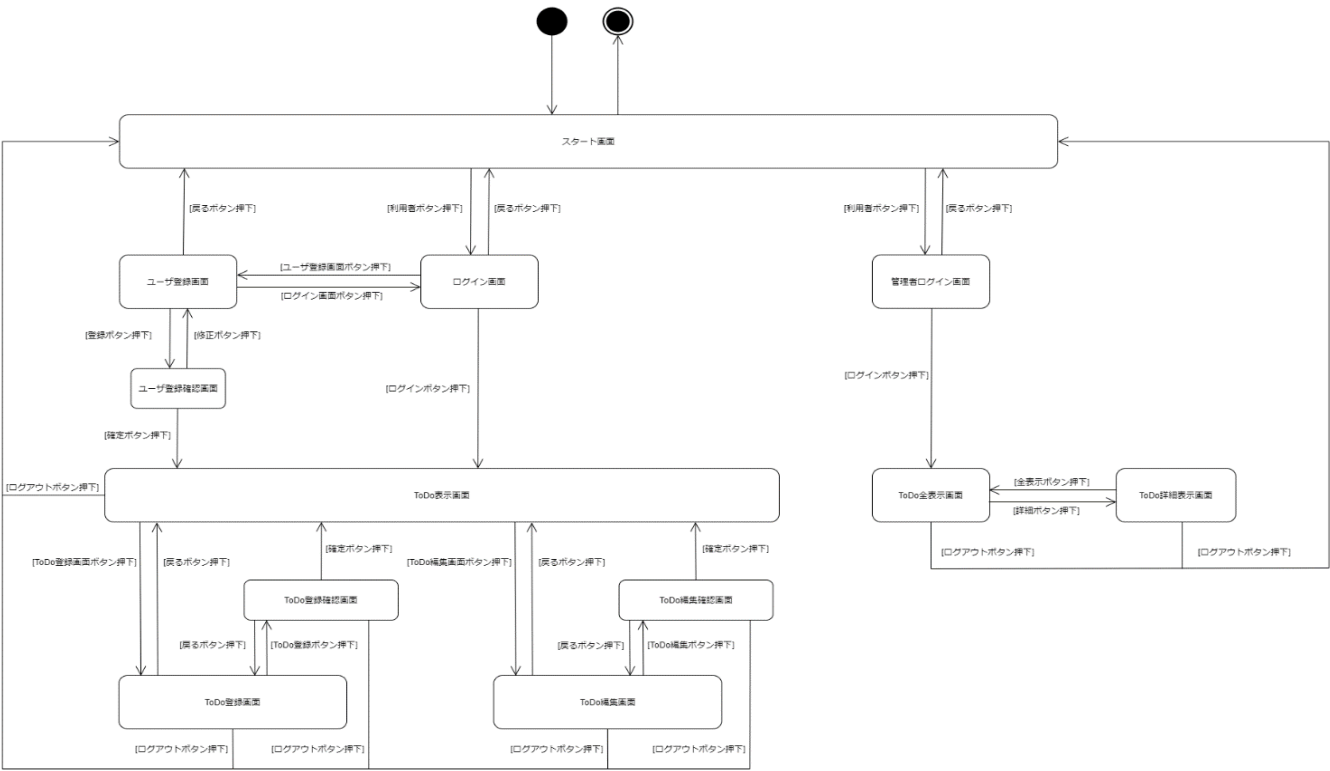 スタート画面
[戻るボタン押下]
[利用者ボタン押下]
[戻るボタン押下]
[利用者ボタン押下]
[戻るボタン押下]
ユーザ登録画面
[ユーザ登録画面ボタン押下]
[ログイン画面ボタン押下]
ログイン画面
管理者ログイン画面
[登録ボタン押下]
[修正ボタン押下]
ユーザ登録確認画面
[ログインボタン押下]
[ログインボタン押下]
[確定ボタン押下]
[ログアウトボタン押下]
ToDo表示画面
ToDo全表示画面
[全表示ボタン押下]
[詳細ボタン押下]
ToDo詳細表示画面
[ToDo登録画面ボタン押下]
[戻るボタン押下]
[確定ボタン押下]
[ToDo編集画面ボタン押下]
[戻るボタン押下]
[確定ボタン押下]
[ログアウトボタン押下]
[ログアウトボタン押下]
ToDo登録確認画面
ToDo編集確認画面
[戻るボタン押下]
[ToDo登録ボタン押下]
[戻るボタン押下]
[ToDo編集ボタン押下]
ToDo登録画面
ToDo編集画面
[ログアウトボタン押下]
[ログアウトボタン押下]
[ログアウトボタン押下]
[ログアウトボタン押下]